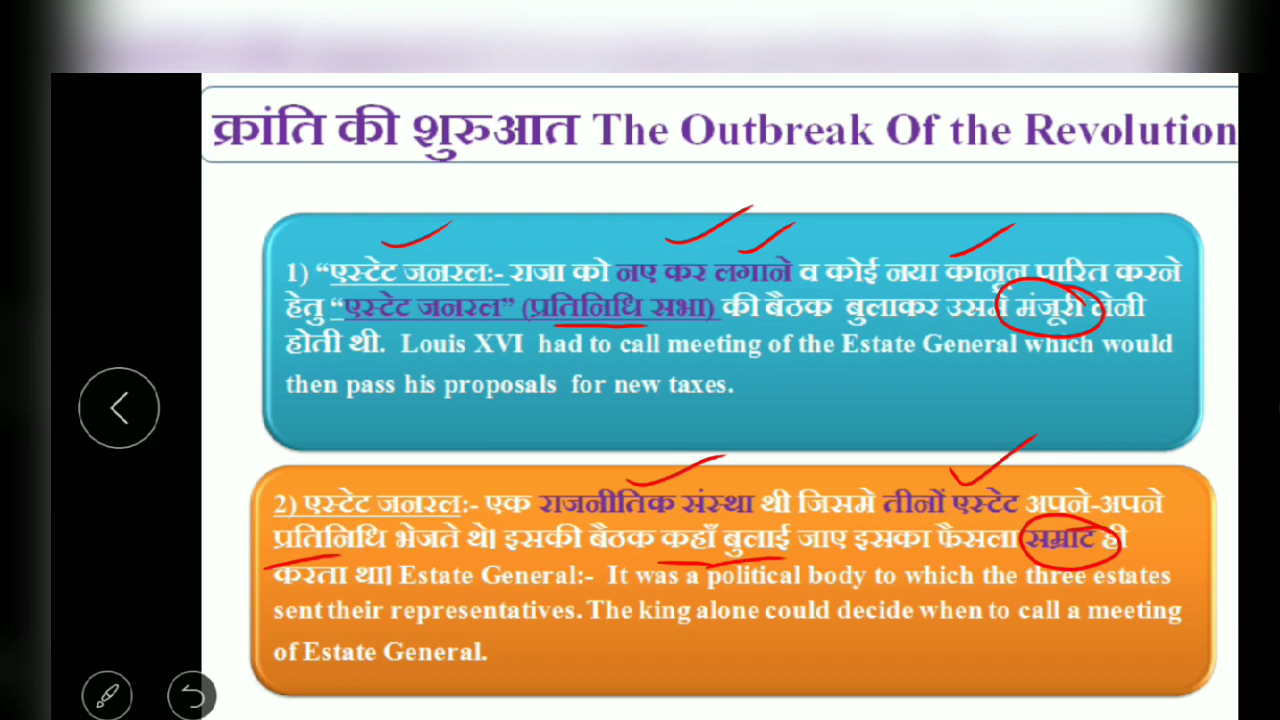 क्रांति की शुरुआत The Outbreak Of the Revolution
1) “एस्टेट जनरल:- राजा को नए कर लगाने व कोई नया कानून पारित करने
हेतु “एस्टेट जनरल” (प्रतिनिधि सभा) की बैठक बुलाकर उसमें मंजूरी लेनी
होती थी. Louis XVI had to call meeting of the Estate General which would
then pass his proposals for new taxes.
2) एस्टेट जनरल:- एक राजनीतिक संस्था थी जिसमे तीनों एस्टेट अपने-अपने
प्रतिनिधि भेजते थे। इसकी बैठक कहाँ बुलाई जाए इसका फैसला सम्राट ही
करता था। Estate General:- It was a political body to which the three estates
sent their representatives. The king alone could decide when to call a meeting
of Estate General.